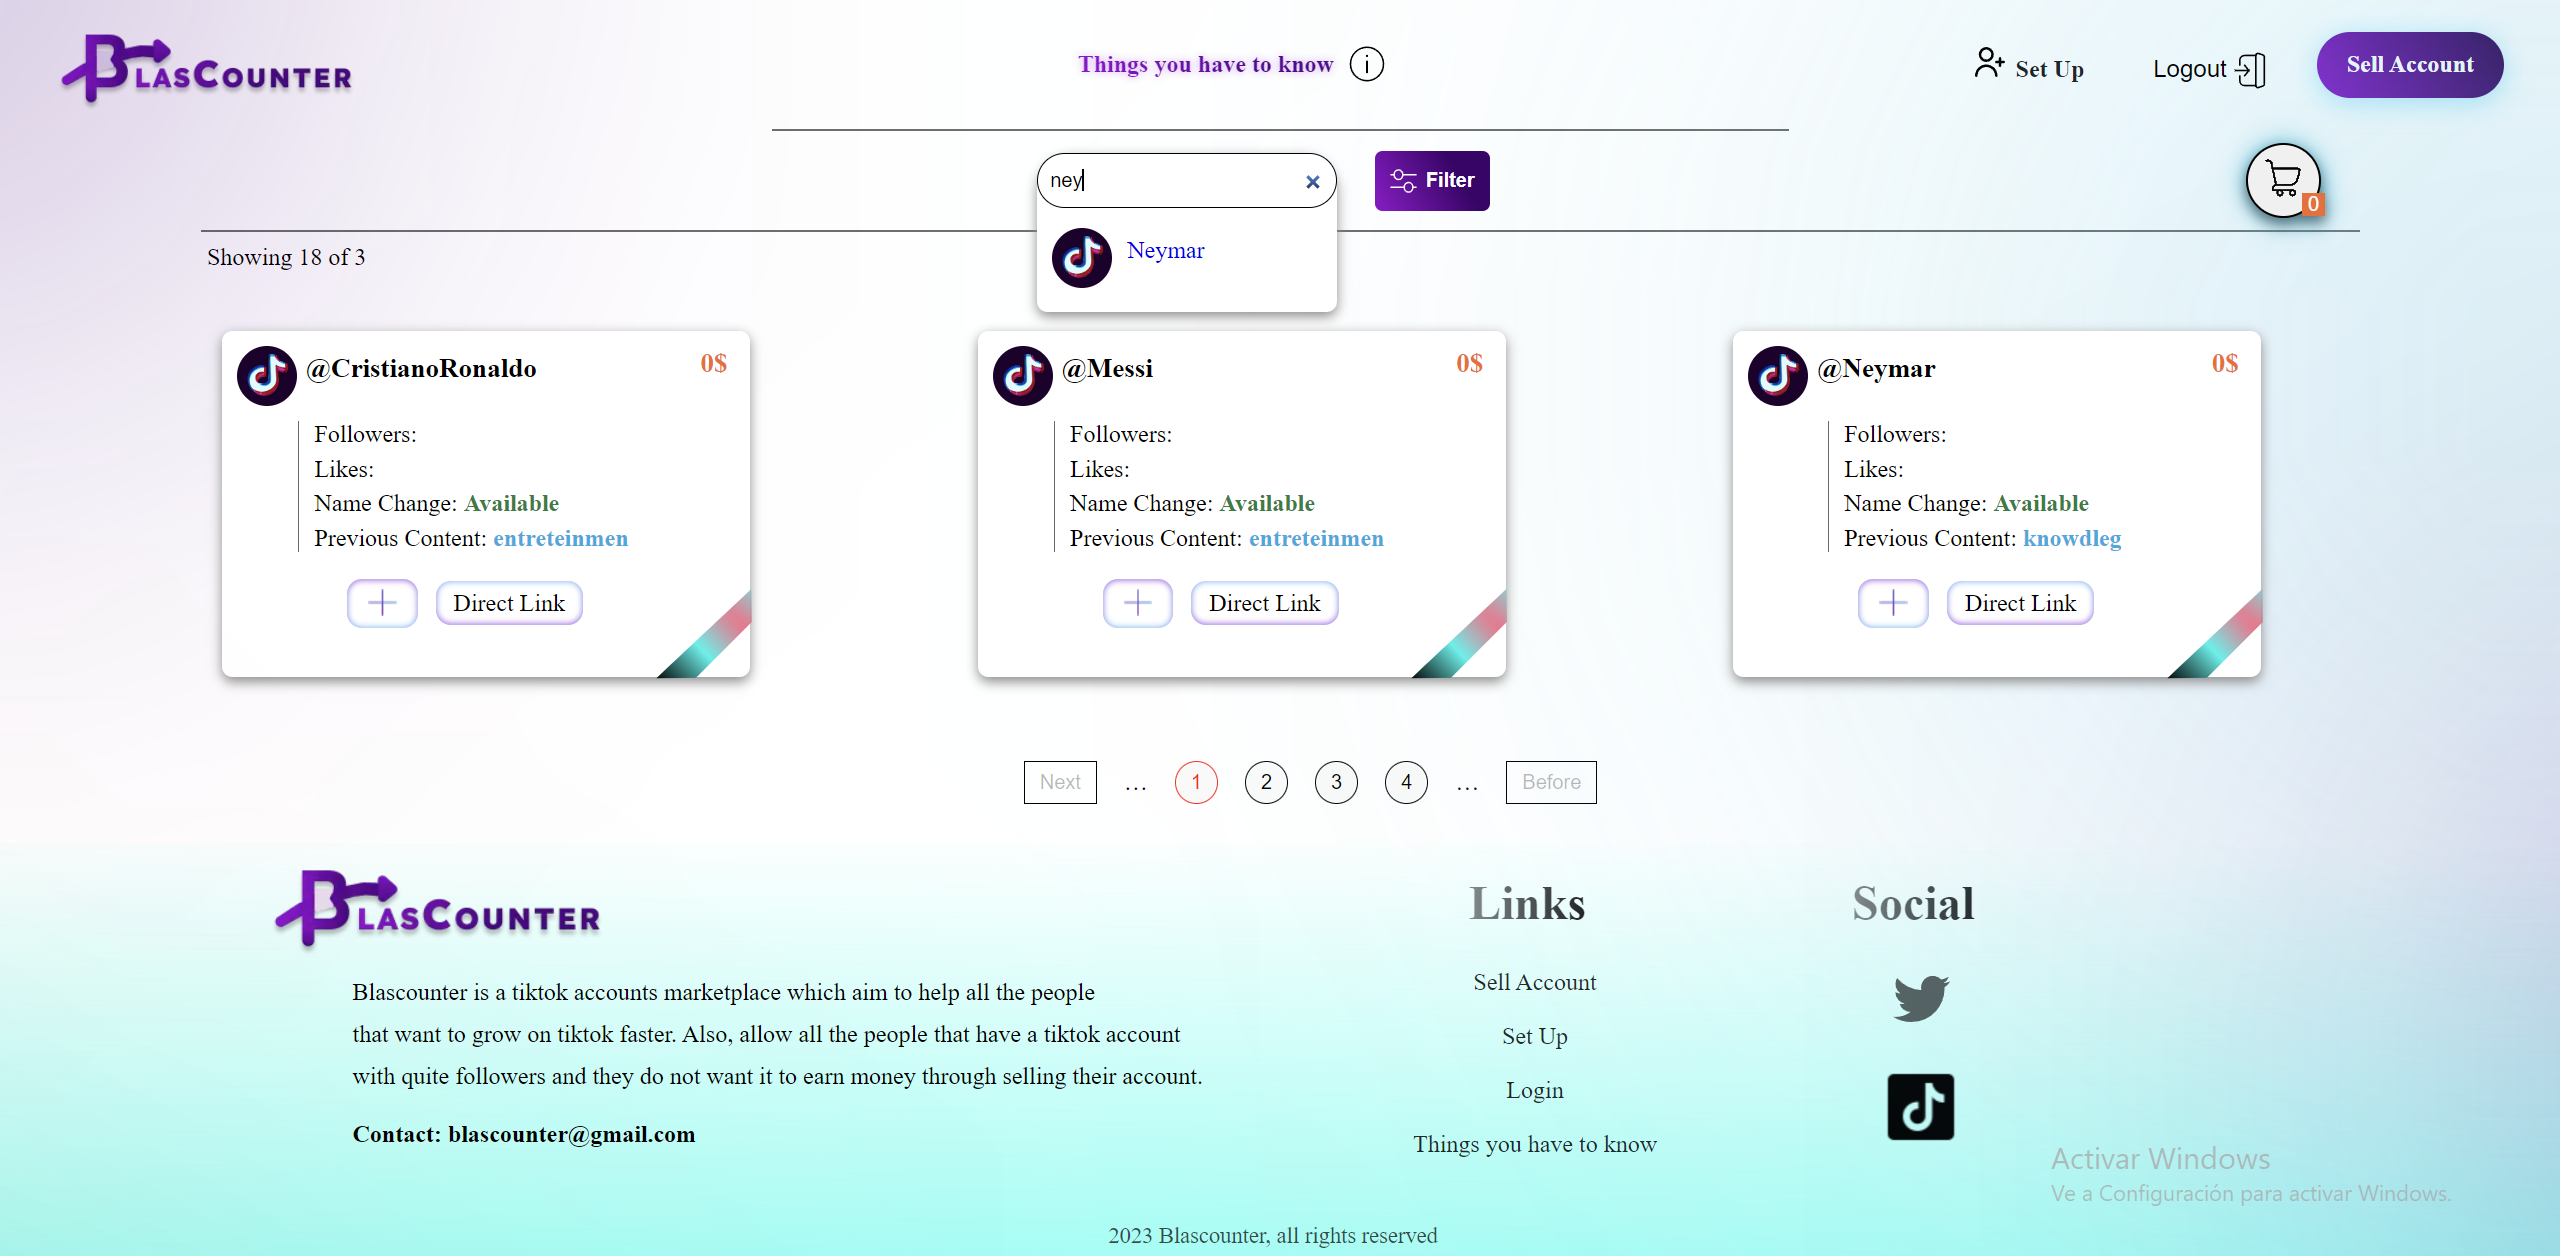 BLASCOUNTER
Things you have to know
Set Up
Logout
Sell Account
ney
Filter
0
Neymar
Showing 18 of 3
@CristianoRonaldo 0$
Followers:
Likes:
Name Change: Available
Previous Content: entreteinmen
Direct Link
@Messi 0$
Followers:
Likes:
Name Change: Available
Previous Content: entreteinmen
Direct Link
@Neymar 0$
Followers:
Likes:
Name Change: Available
Previous Content: knowdleg
Direct Link
Next ... 1 2 3 4 ... Before
BLASCOUNTER
Blascounter is a tiktok accounts marketplace which aim to help all the people
that want to grow on tiktok faster. Also, allow all the people that have a tiktok account
with quite followers and they do not want it to earn money through selling their account.
Contact: blascounter@gmail.com
Links
Sell Account
Set Up
Login
Things you have to know
Social
Activar Windows
Ve a Configuración para activar Windows.
2023 Blascounter, all rights reserved